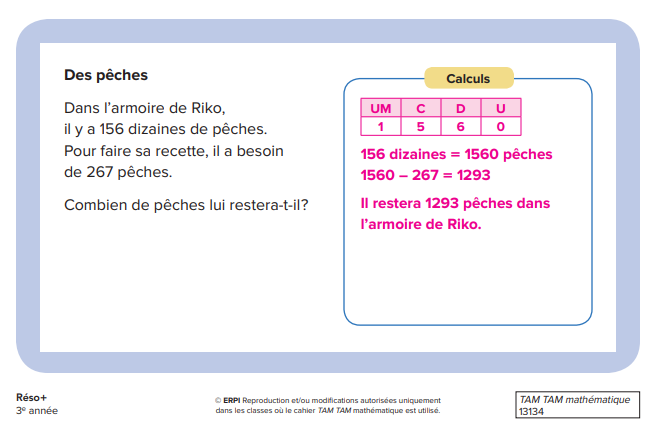 Des pêches
Dans l’armoire de Riko,
il y a 156 dizaines de pêches.
Pour faire sa recette, il a besoin
de 267 pêches.
Combien de pêches lui restera-t-il?
Calculs
UM C D U
1 5 6 0
156 dizaines = 1560 pêches
1560 – 267 = 1293
Il restera 1293 pêches dans
l’armoire de Riko.
Réso+
3e année
© ERPI Reproduction et/ou modifications autorisées uniquement
dans les classes où le cahier TAM TAM mathématique est utilisé.
TAM TAM mathématique
13134